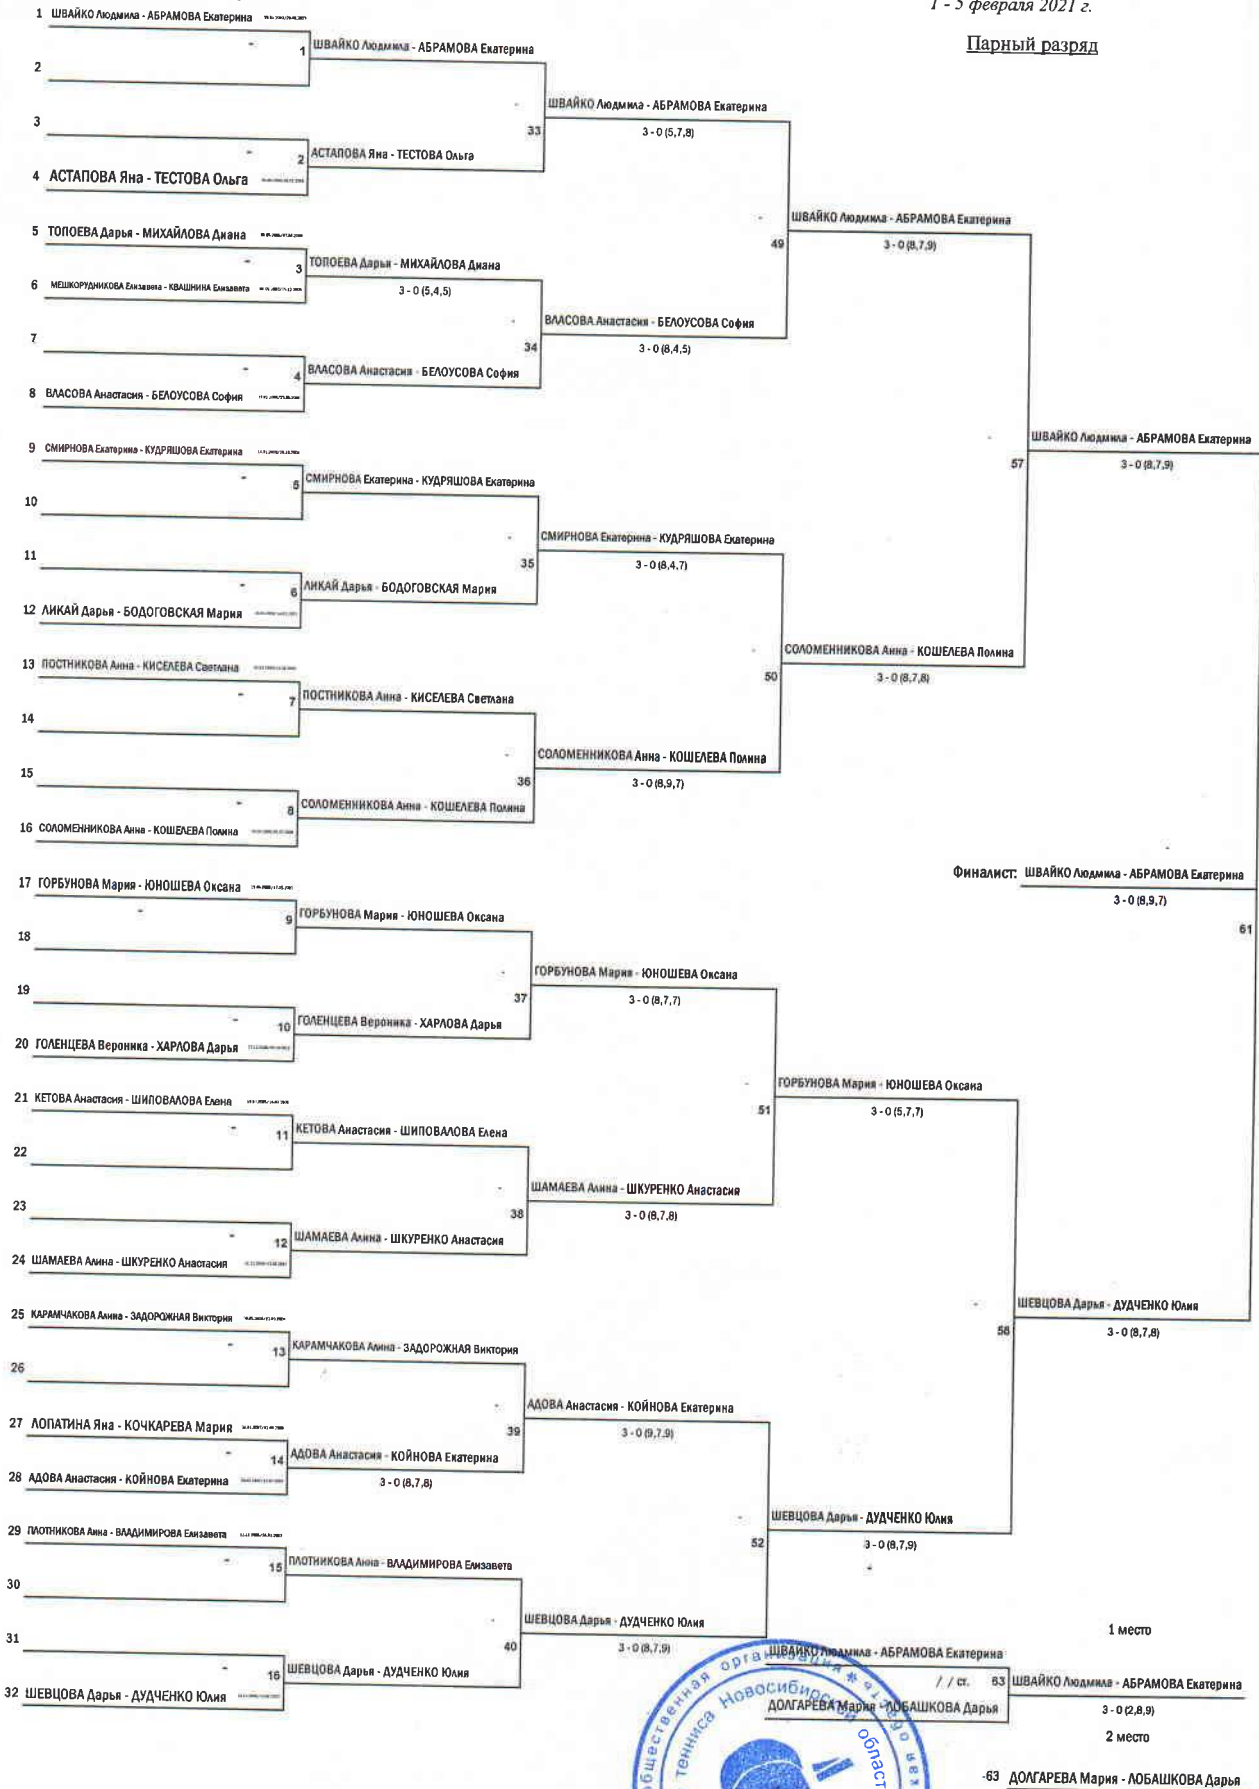 1 - 5 февраля 2021 г.
Парный разряд
1 ШВАЙКО Людмила - АБРАМОВА Екатерина
- 1 ШВАЙКО Людмила - АБРАМОВА Екатерина
2
- 33 ШВАЙКО Людмила - АБРАМОВА Екатерина
3 - 0 (5,7,8)
3
- 2 АСТАПОВА Яна - ТЕСТОВА Ольга
4 АСТАПОВА Яна - ТЕСТОВА Ольга
- 49 ШВАЙКО Людмила - АБРАМОВА Екатерина
3 - 0 (8,7,9)
5 ТОПОЕВА Дарья - МИХАЙЛОВА Диана
3 ТОПОЕВА Дарья - МИХАЙЛОВА Диана
3 - 0 (5,4,5)
6 МЕШКОРУДНИКОВА Елизавета - КВАШНИНА Елизавета
- 34 ВЛАСОВА Анастасия - БЕЛОУСОВА София
3 - 0 (8,4,5)
7
- 4 ВЛАСОВА Анастасия - БЕЛОУСОВА София
8 ВЛАСОВА Анастасия - БЕЛОУСОВА София
- 57 ШВАЙКО Людмила - АБРАМОВА Екатерина
3 - 0 (8,7,9)
9 СМИРНОВА Екатерина - КУДРЯШОВА Екатерина
- 5 СМИРНОВА Екатерина - КУДРЯШОВА Екатерина
10
- 35 СМИРНОВА Екатерина - КУДРЯШОВА Екатерина
3 - 0 (8,4,7)
11
- 6 ЛИКАЙ Дарья - БОДОГОВСКАЯ Мария
12 ЛИКАЙ Дарья - БОДОГОВСКАЯ Мария
- 50 СОЛОМЕННИКОВА Анна - КОШЕЛЕВА Полина
3 - 0 (8,7,8)
13 ПОСТНИКОВА Анна - КИСЕЛЕВА Светлана
- 7 ПОСТНИКОВА Анна - КИСЕЛЕВА Светлана
14
- 36 СОЛОМЕННИКОВА Анна - КОШЕЛЕВА Полина
3 - 0 (8,9,7)
15
- 8 СОЛОМЕННИКОВА Анна - КОШЕЛЕВА Полина
16 СОЛОМЕННИКОВА Анна - КОШЕЛЕВА Полина
Финалист: ШВАЙКО Людмила - АБРАМОВА Екатерина
3 - 0 (8,9,7)
61
17 ГОРБУНОВА Мария - ЮНОШЕВА Оксана
- 9 ГОРБУНОВА Мария - ЮНОШЕВА Оксана
18
- 37 ГОРБУНОВА Мария - ЮНОШЕВА Оксана
3 - 0 (8,7,7)
19
- 10 ГОЛЕНЦЕВА Вероника - ХАРЛОВА Дарья
20 ГОЛЕНЦЕВА Вероника - ХАРЛОВА Дарья
- 51 ГОРБУНОВА Мария - ЮНОШЕВА Оксана
3 - 0 (5,7,7)
21 КЕТОВА Анастасия - ШИПОВАЛОВА Елена
- 11 КЕТОВА Анастасия - ШИПОВАЛОВА Елена
22
- 38 ШАМАЕВА Алина - ШКУРЕНКО Анастасия
3 - 0 (8,7,8)
23
- 12 ШАМАЕВА Алина - ШКУРЕНКО Анастасия
24 ШАМАЕВА Алина - ШКУРЕНКО Анастасия
- 58 ШЕВЦОВА Дарья - ДУДЧЕНКО Юлия
3 - 0 (8,7,8)
25 КАРАМЧАКОВА Алина - ЗАДОРОЖНАЯ Виктория
- 13 КАРАМЧАКОВА Алина - ЗАДОРОЖНАЯ Виктория
26
- 39 АДОВА Анастасия - КОЙНОВА Екатерина
3 - 0 (9,7,9)
27 ЛОПАТИНА Яна - КОЧКАРЕВА Мария
- 14 АДОВА Анастасия - КОЙНОВА Екатерина
3 - 0 (8,7,8)
28 АДОВА Анастасия - КОЙНОВА Екатерина
- 52 ШЕВЦОВА Дарья - ДУДЧЕНКО Юлия
3 - 0 (8,7,9)
29 ПЛОТНИКОВА Анна - ВЛАДИМИРОВА Елизавета
- 15 ПЛОТНИКОВА Анна - ВЛАДИМИРОВА Елизавета
30
- 40 ШЕВЦОВА Дарья - ДУДЧЕНКО Юлия
3 - 0 (8,7,9)
31
- 16 ШЕВЦОВА Дарья - ДУДЧЕНКО Юлия
32 ШЕВЦОВА Дарья - ДУДЧЕНКО Юлия
1 место
ШВАЙКО Людмила - АБРАМОВА Екатерина
/ / ст. 63 ШВАЙКО Людмила - АБРАМОВА Екатерина
ДОЛГАРЕВА Мария - ЛОБАШКОВА Дарья
3 - 0 (2,8,9)
2 место
-63 ДОЛГАРЕВА Мария - ЛОБАШКОВА Дарья
общественная организация *
тенниса Новосибирской област